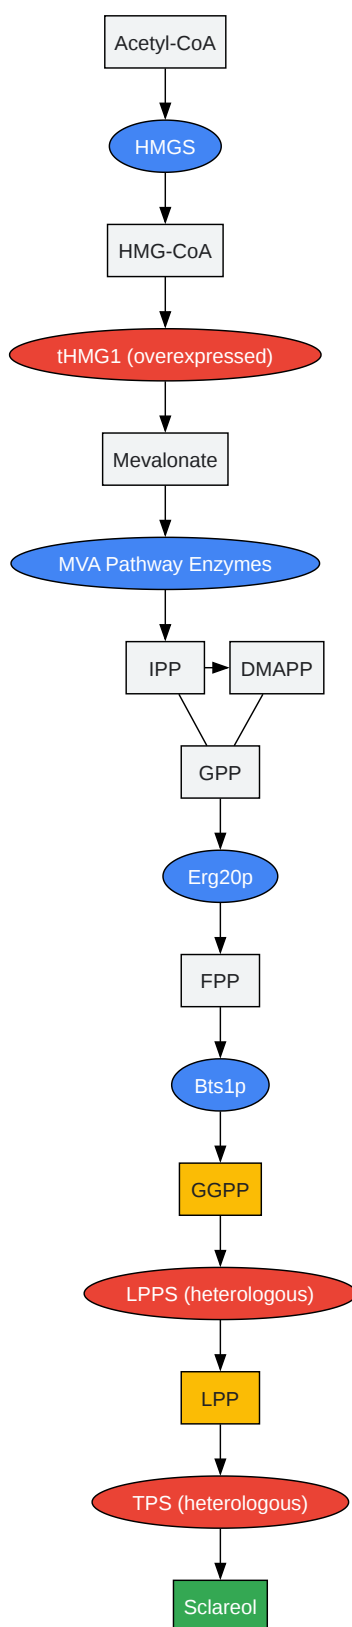 Acetyl-CoA
HMGS
HMG-CoA
tHMG1 (overexpressed)
Mevalonate
MVA Pathway Enzymes
IPP
DMAPP
GPP
Erg20p
FPP
Bts1p
GGPP
LPPS (heterologous)
LPP
TPS (heterologous)
Sclareol